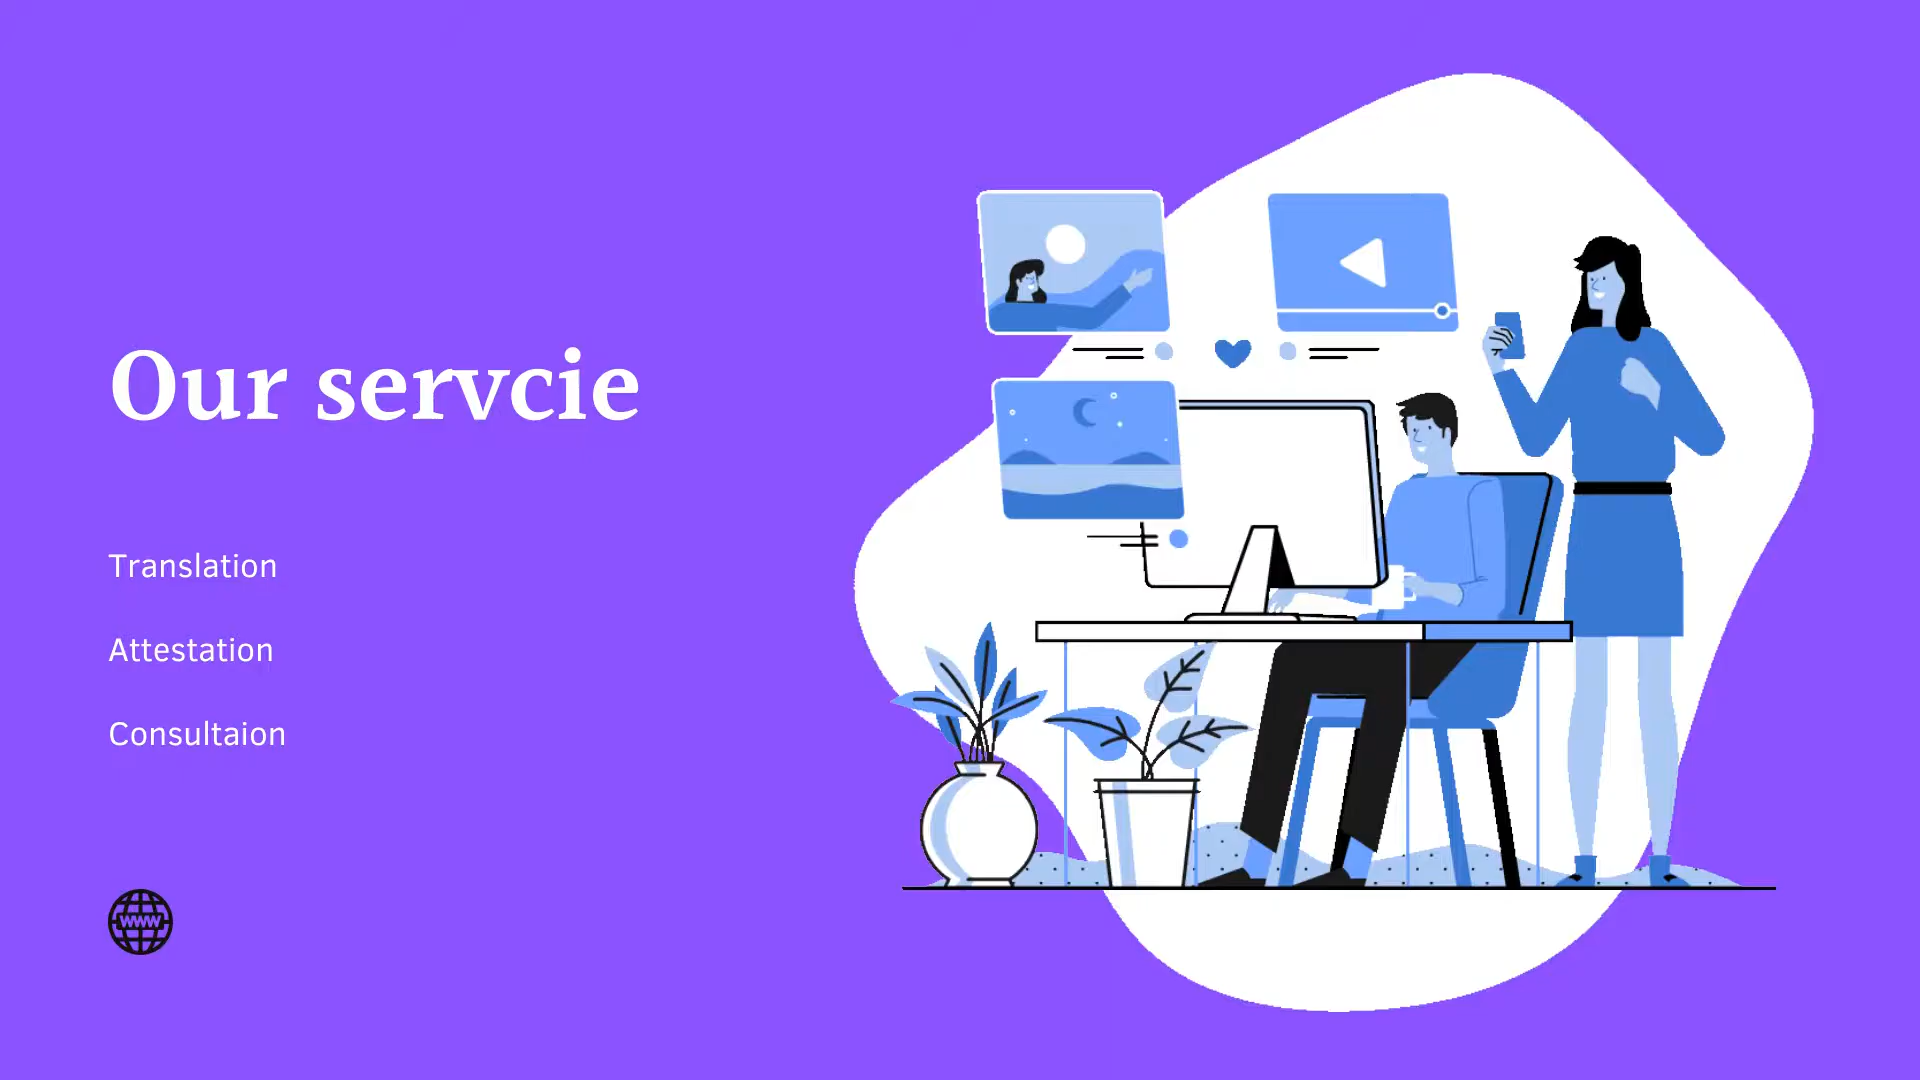 Our servcie
Translation
Attestation
Consultaion
WWW